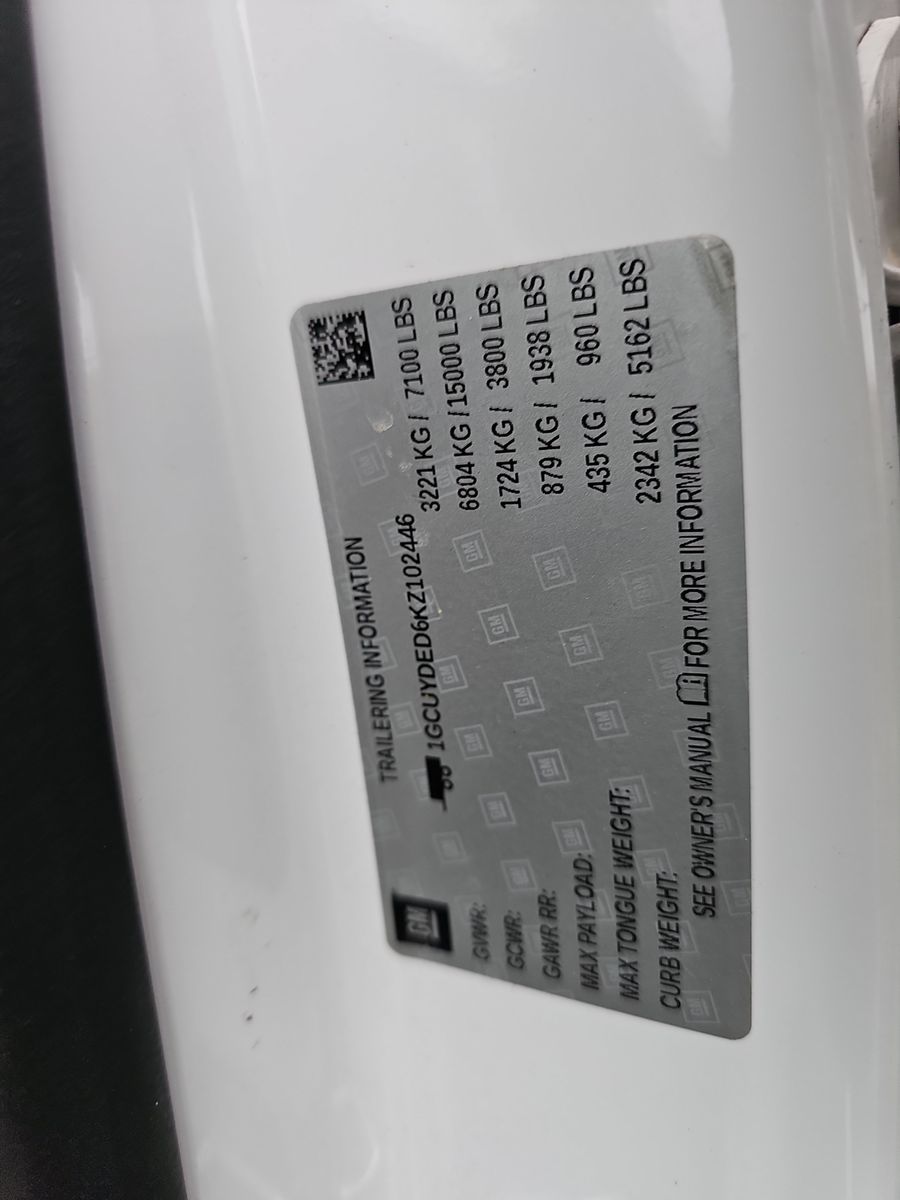 GM
TRAILERING INFORMATION
1GCUYDED6KZ102446
GVWR: 3221 KG / 7100 LBS
GCWR: 6804 KG / 15000 LBS
GAWR RR: 1724 KG / 3800 LBS
MAX PAYLOAD: 879 KG / 1938 LBS
MAX TONGUE WEIGHT: 435 KG / 960 LBS
CURB WEIGHT: 2342 KG / 5162 LBS
SEE OWNER'S MANUAL FOR MORE INFORMATION